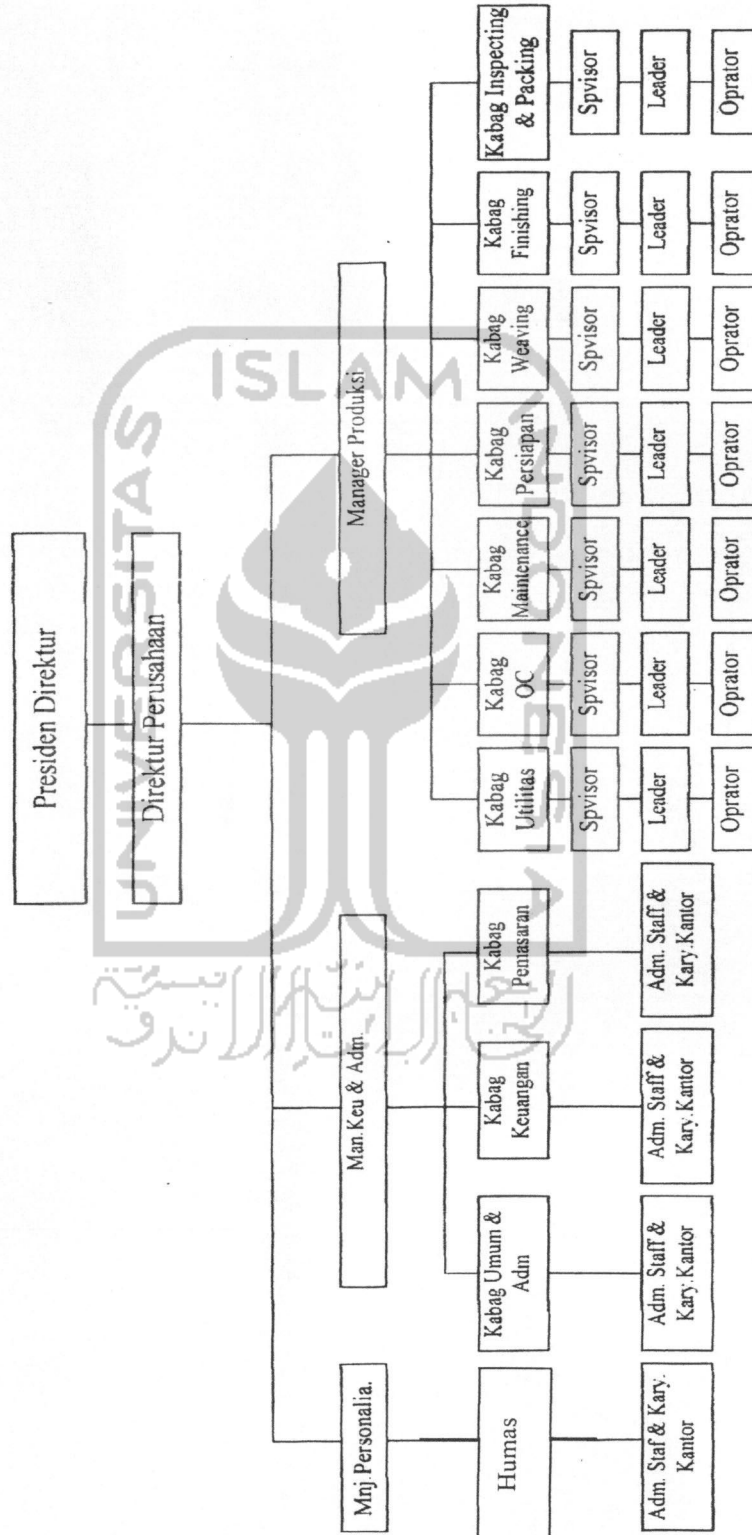 Presiden Direktur
Direktur Perusahaan
Mnj.Personalia.
Man.Keu & Adm.
Manager Produksi
Humas
Kabag Umum &
Adm
Kabag
Keuangan
Kabag
Pemasaran
Kabag
Utilitas
Kabag
OC
Kabag
Maintenance
Kabag
Persiapan
Kabag
Weaving
Kabag
Finishing
Kabag Inspecting
& Packing
Spvisor
Spvisor
Spvisor
Spvisor
Spvisor
Spvisor
Spvisor
Adm. Staf & Kary.
Kantor
Adm. Staff &
Kary.Kantor
Adm. Staff &
Kary.Kantor
Adm. Staff &
Kary.Kantor
Leader
Leader
Leader
Leader
Leader
Leader
Leader
Oprator
Oprator
Oprator
Oprator
Oprator
Oprator
Oprator
UNIVERSITAS
ISLAM
INDONESIA